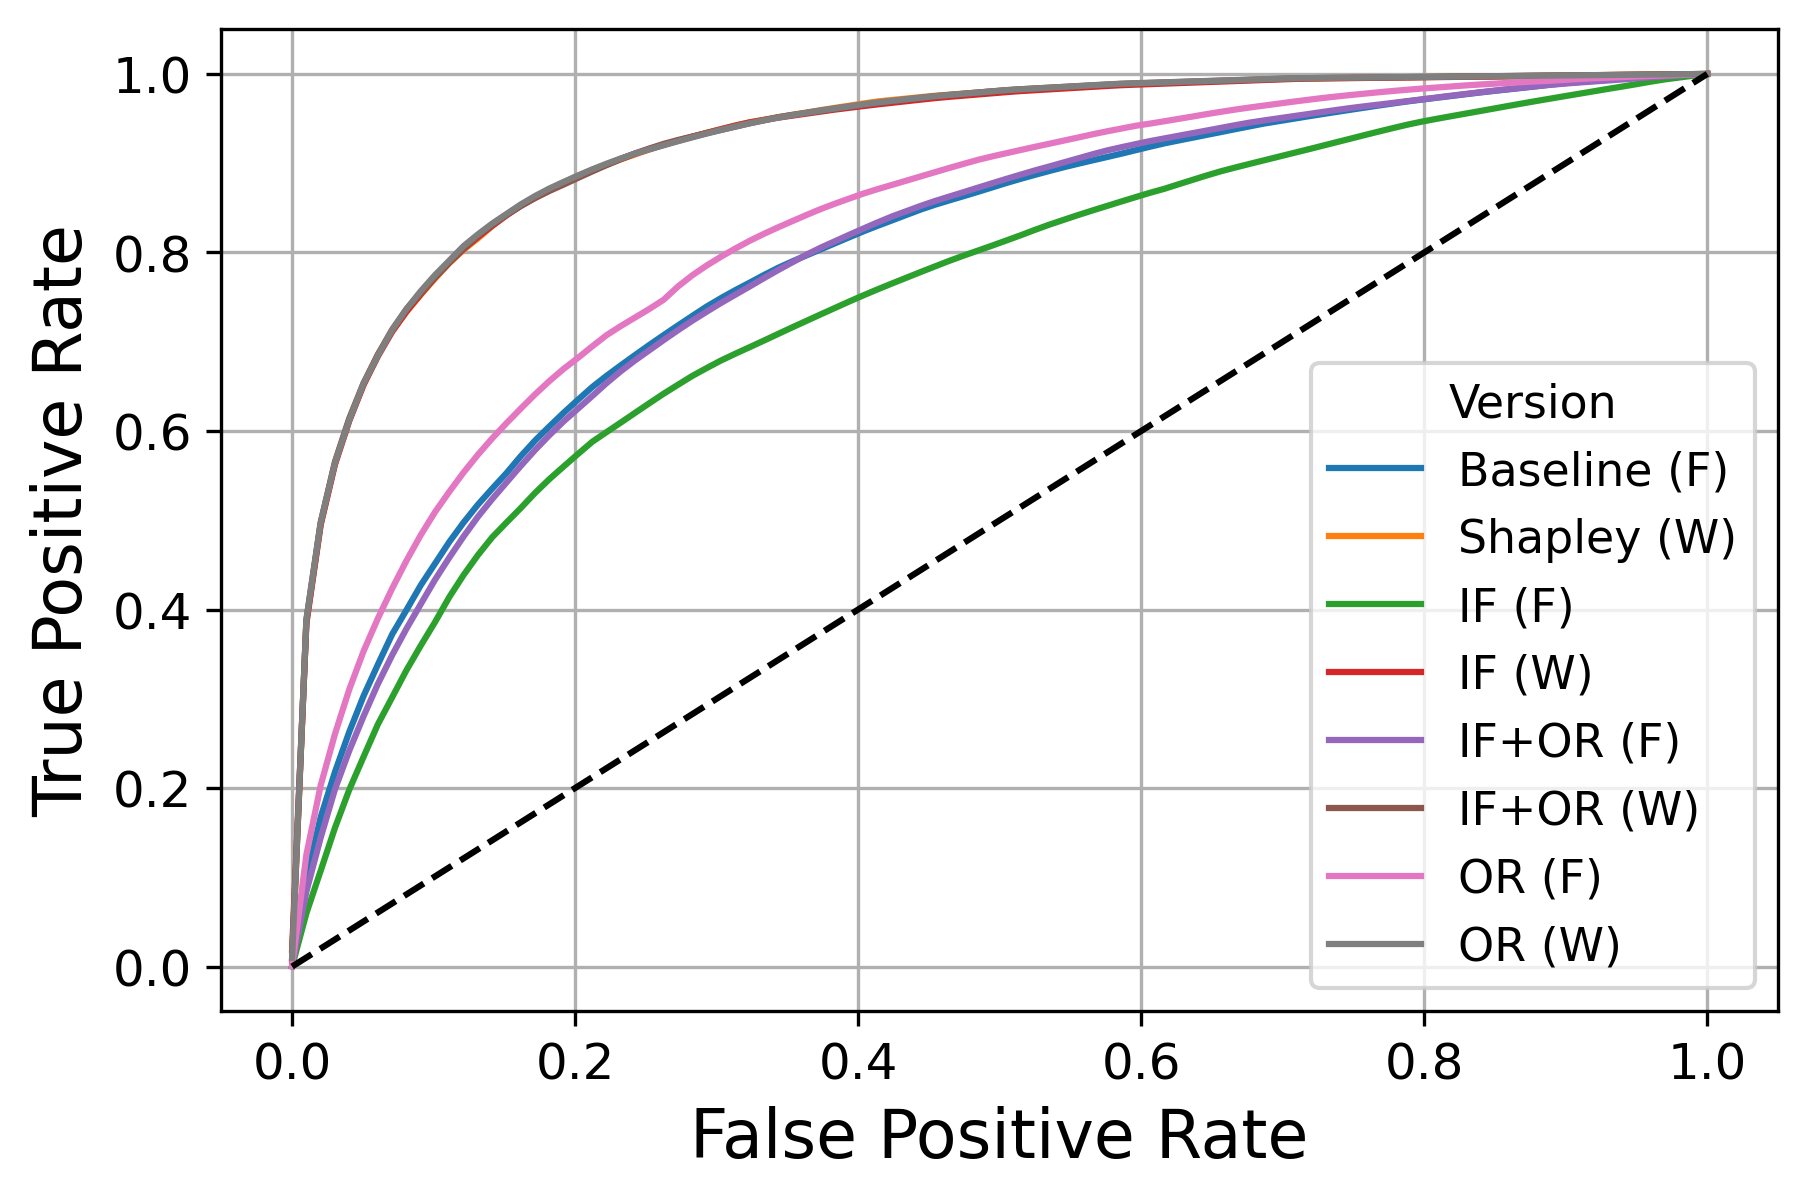 True Positive Rate
1.0
0.8
0.6
0.4
0.2
0.0
0.0 0.2 0.4 0.6 0.8 1.0
False Positive Rate
Version
Baseline (F)
Shapley (W)
IF (F)
IF (W)
IF+OR (F)
IF+OR (W)
OR (F)
OR (W)